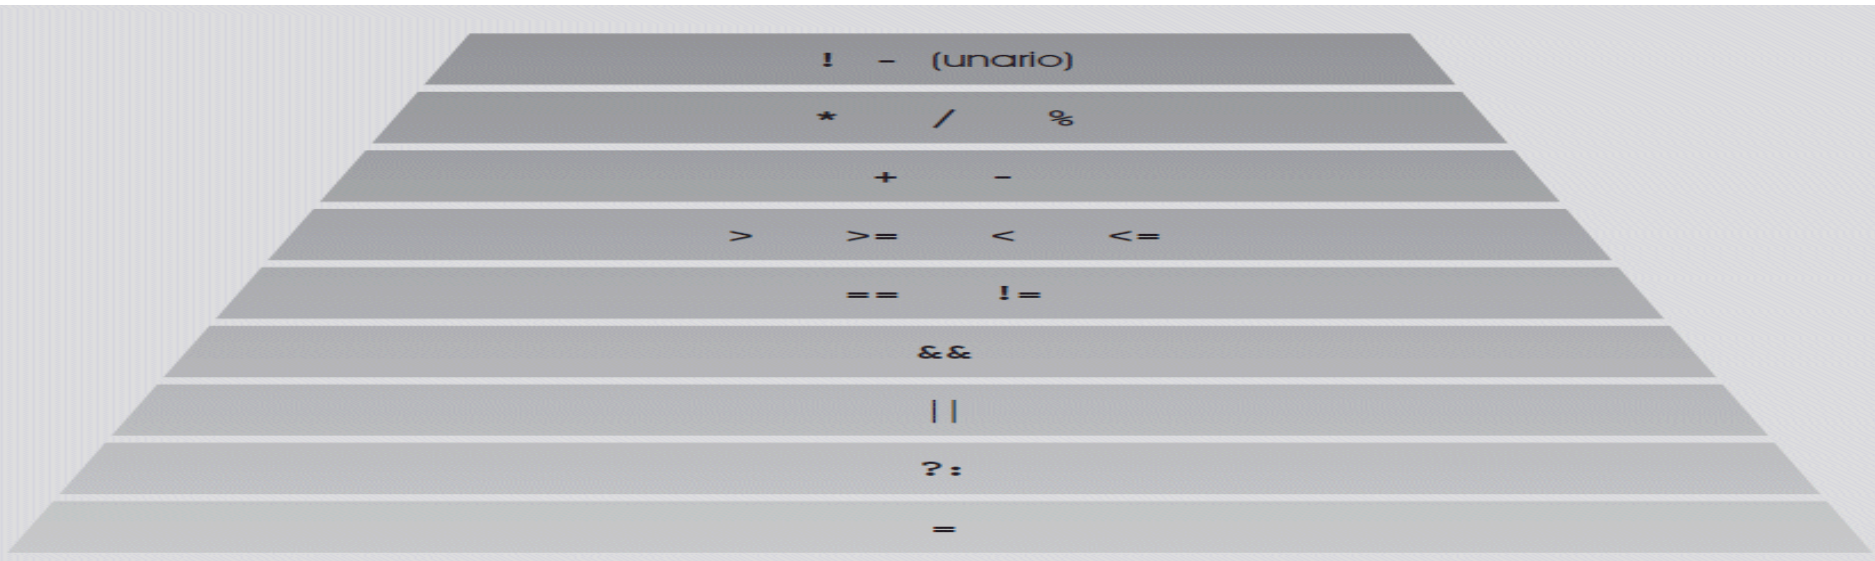 ! - (unario)
* / %
+ -
> >= < <=
== !=
&&
||
?:
=